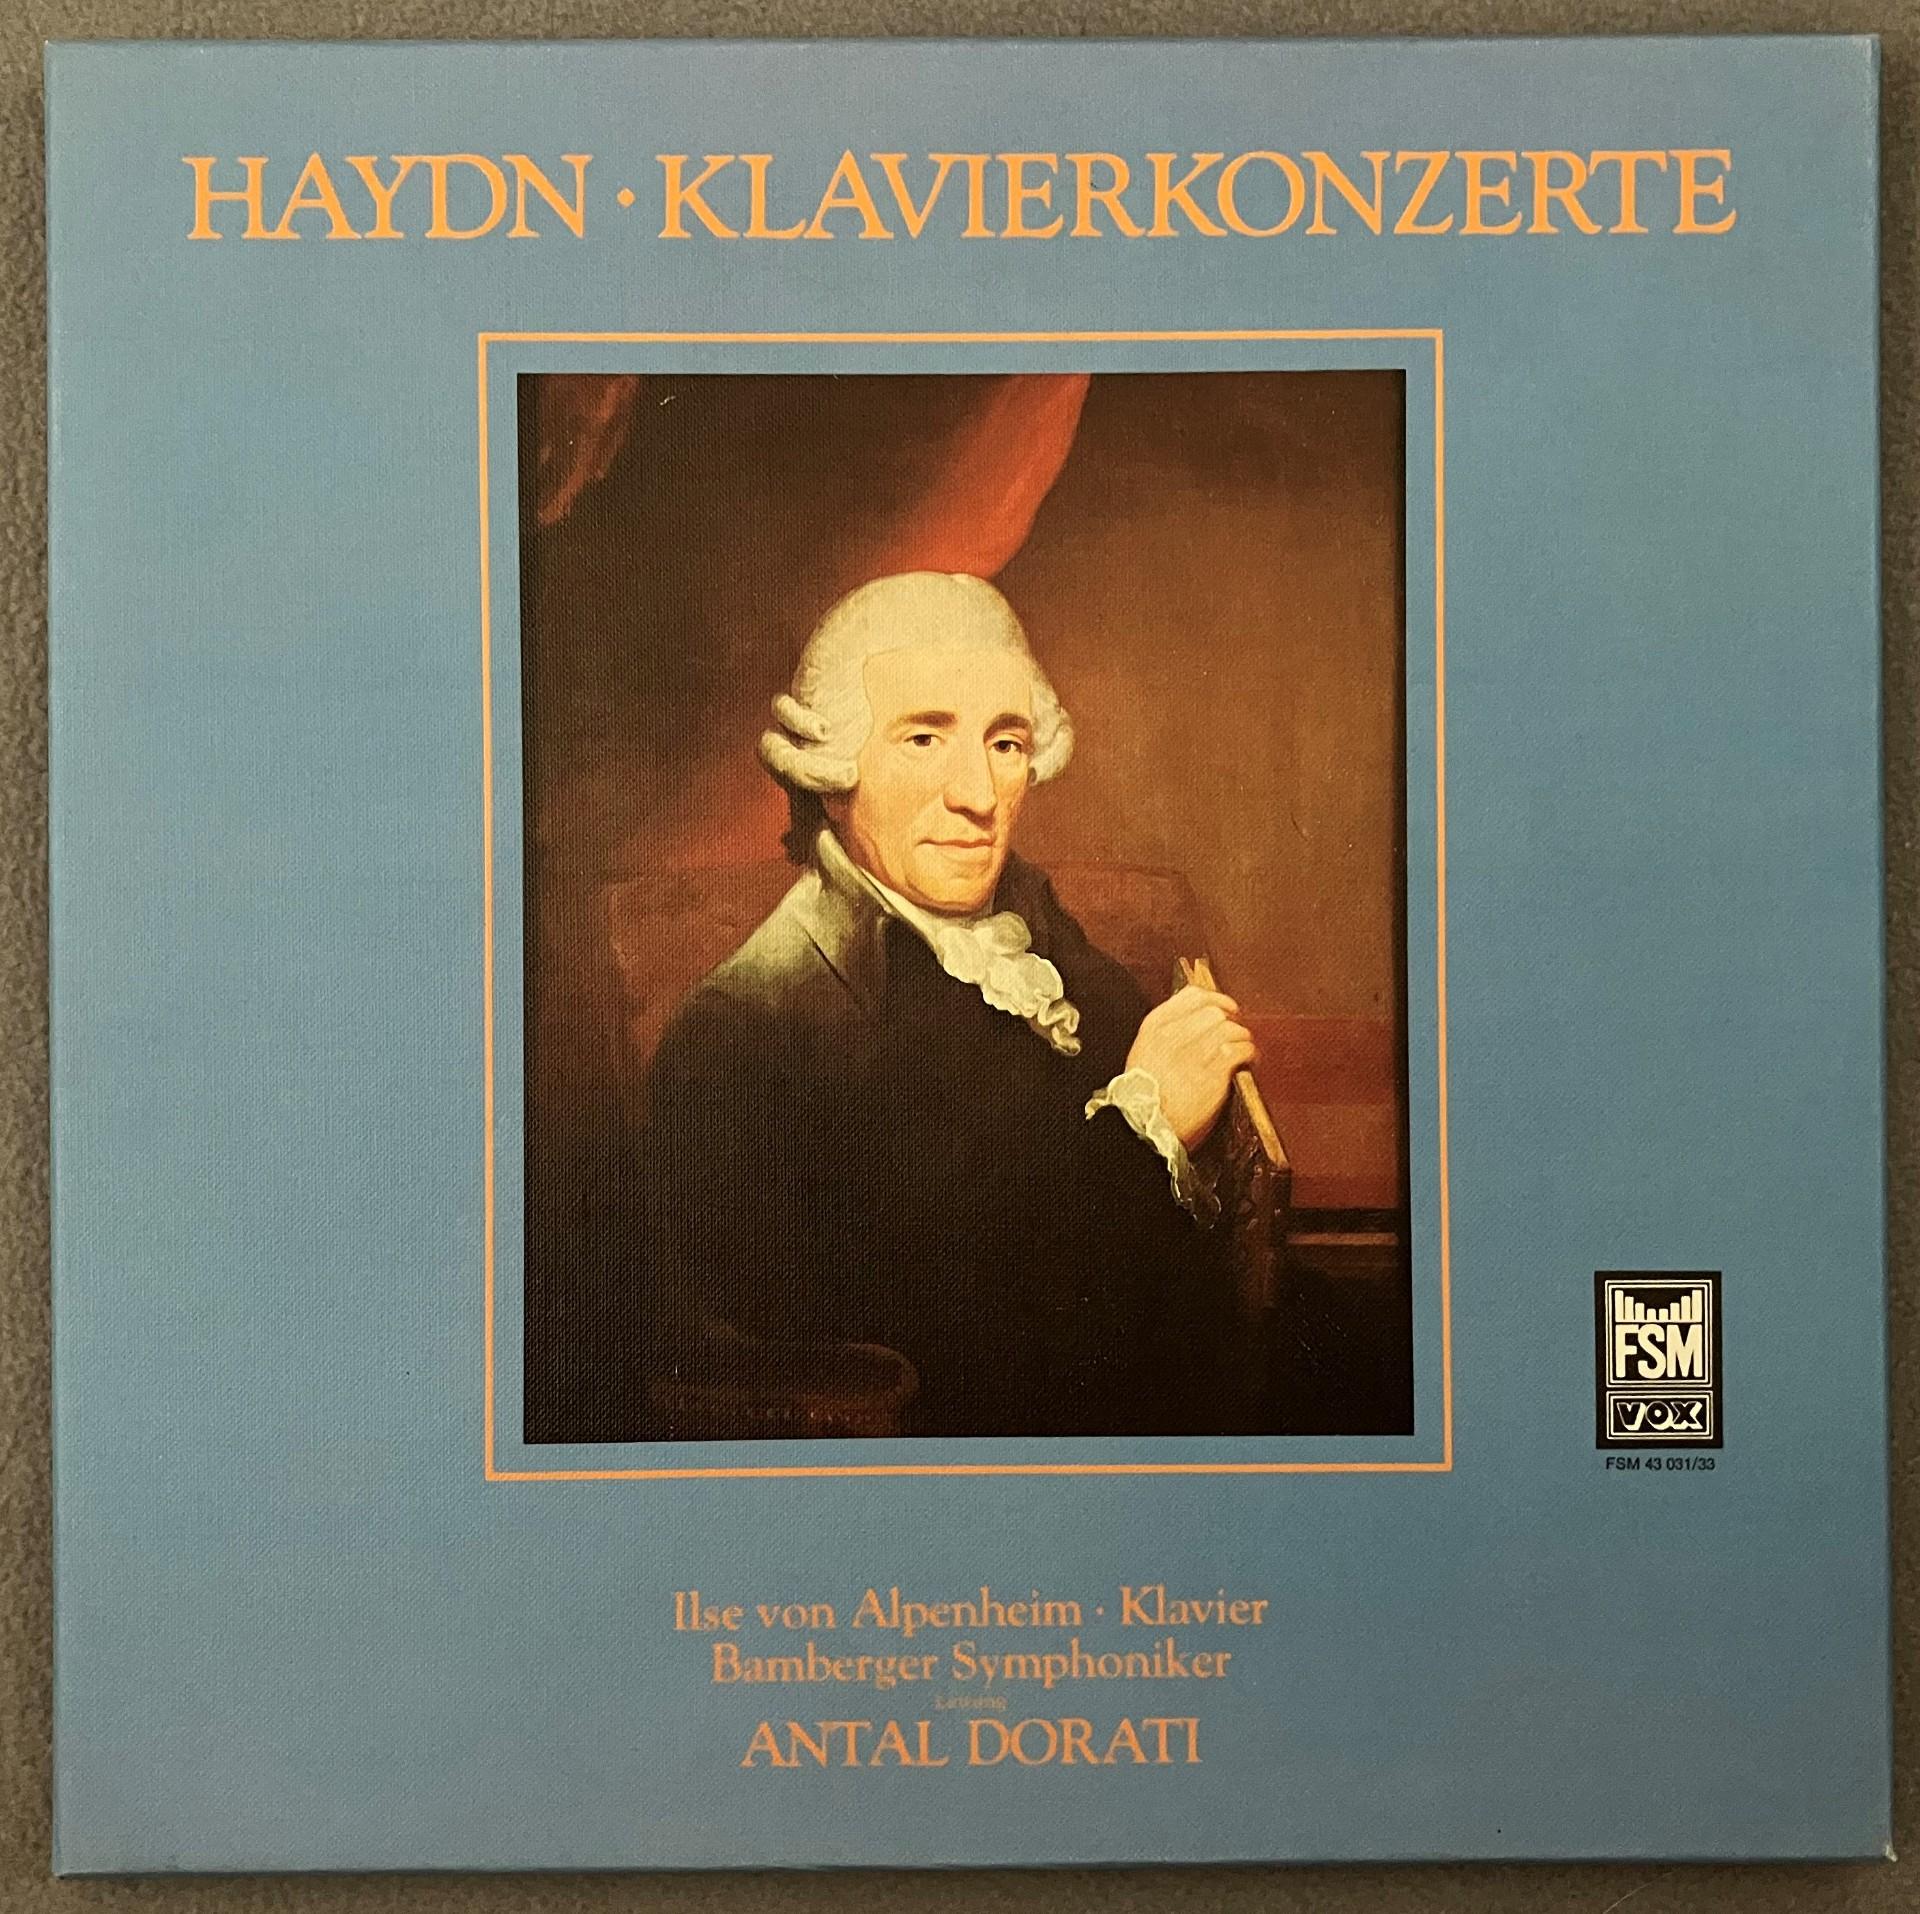 HAYDN · KLAVIERKONZERTE
FSM
VOX
FSM 43 031/33
Ilse von Alpenheim · Klavier
Bamberger Symphoniker
Leitung
ANTAL DORATI